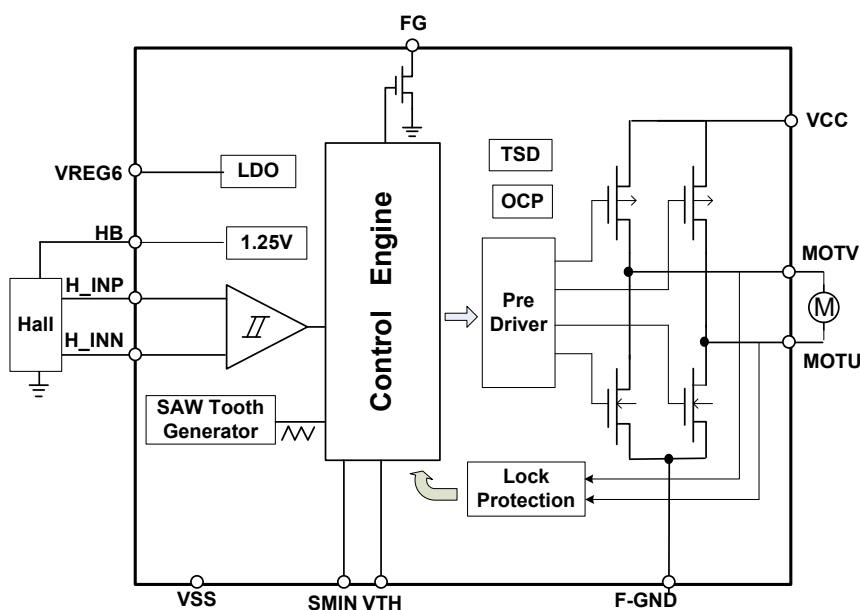 FG
VCC
TSD
VREG6
LDO
OCP
HB
1.25V
MOTV
H_INP
Hall
Control Engine
Pre
Driver
M
H_INN
MOTU
SAW Tooth
Generator
Lock
Protection
VSS
SMIN VTH
F-GND